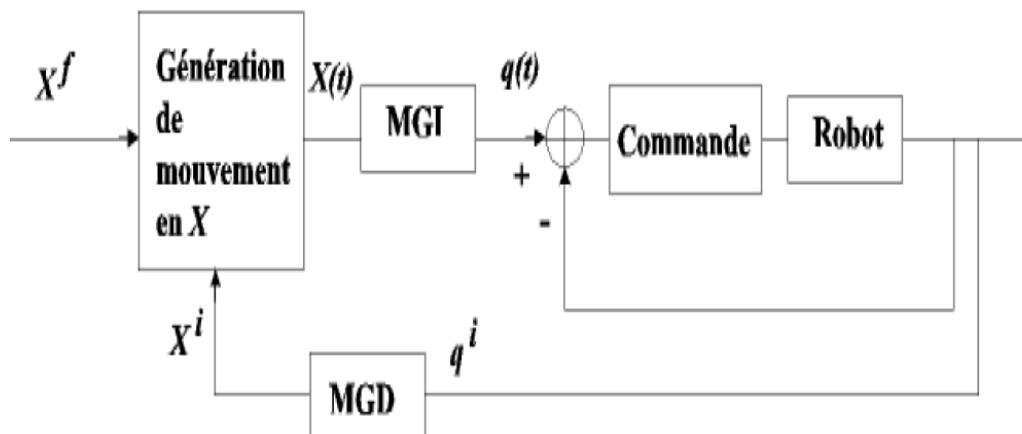 X^f
Génération
de
mouvement
en X
X(t)
MGI
q(t)
+
-
Commande
Robot
X^i
MGD
q^i